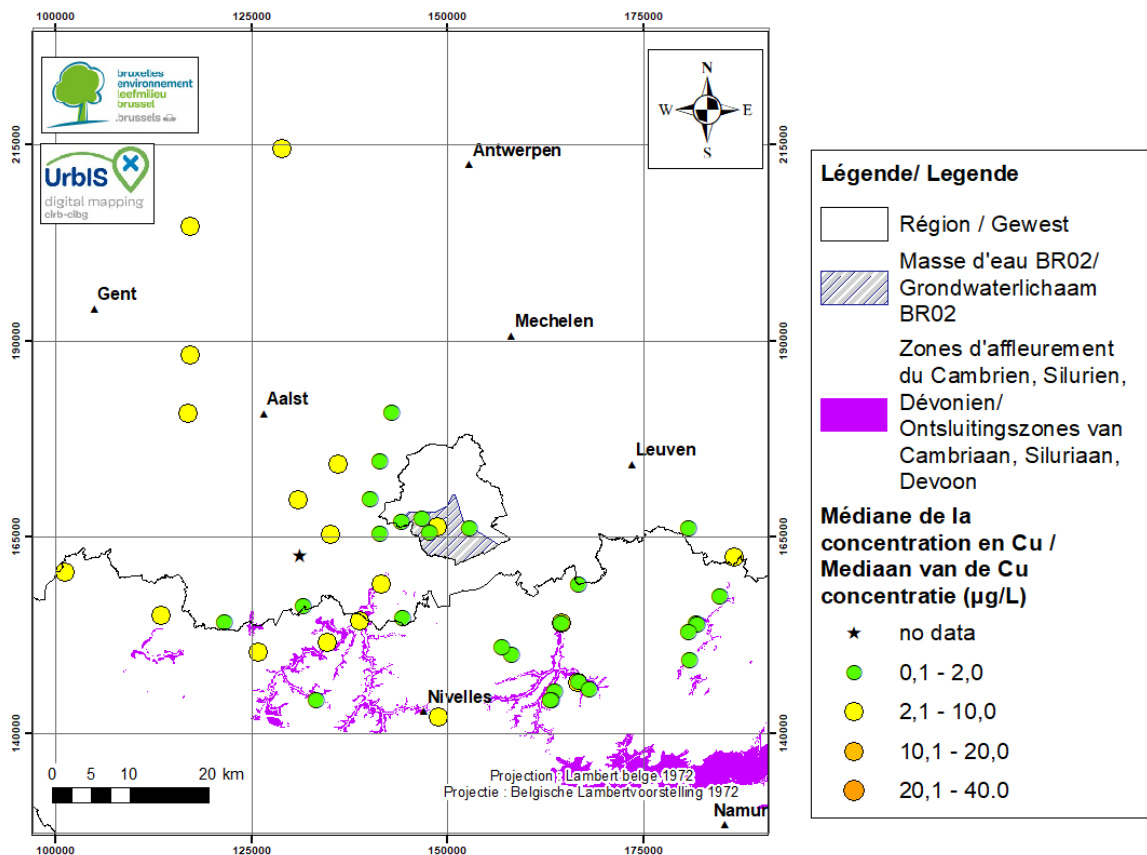 100000 125000 150000 175000
bruxelles
environnement
leefmilieu
brussel
.brussels
UrbIS
digital mapping
cirb-cibg
N
W E
S
215000 215000
Antwerpen
Gent
190000 190000
Mechelen
Aalst
Leuven
165000 165000
Nivelles
140000 140000
0 5 10 20 km
Projection : Lambert belge 1972
Projectie : Belgische Lambertvoorstelling 1972
Namur
100000 125000 150000 175000
Légende/ Legende
Région / Gewest
Masse d'eau BR02/
Grondwaterlichaam
BR02
Zones d'affleurement
du Cambrien, Silurien,
Dévonien/
Ontsluitingszones van
Cambriaan, Siluriaan,
Devoon
Médiane de la
concentration en Cu /
Mediaan van de Cu
concentratie (µg/L)
no data
0,1 - 2,0
2,1 - 10,0
10,1 - 20,0
20,1 - 40.0